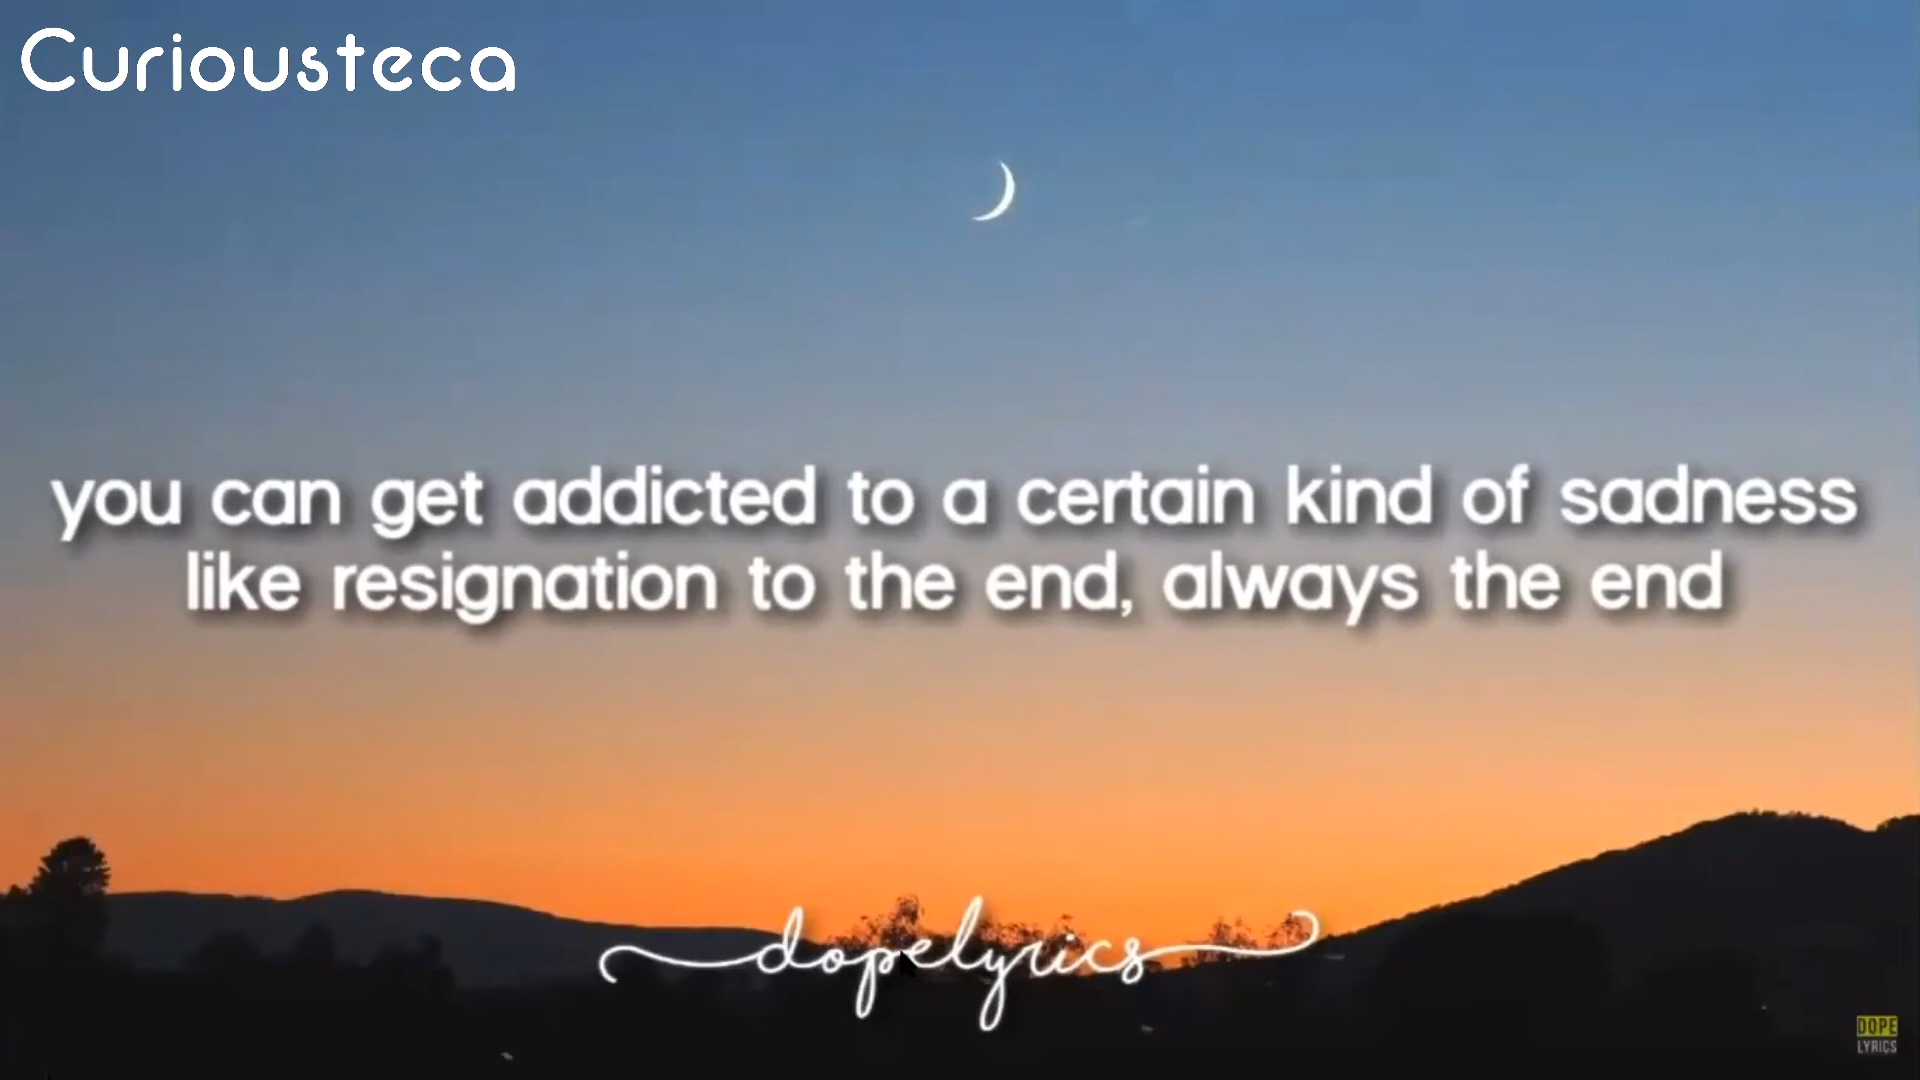 Curiousteca
you can get addicted to a certain kind of sadness
like resignation to the end, always the end
dopelyrics
DOPE
LYRICS